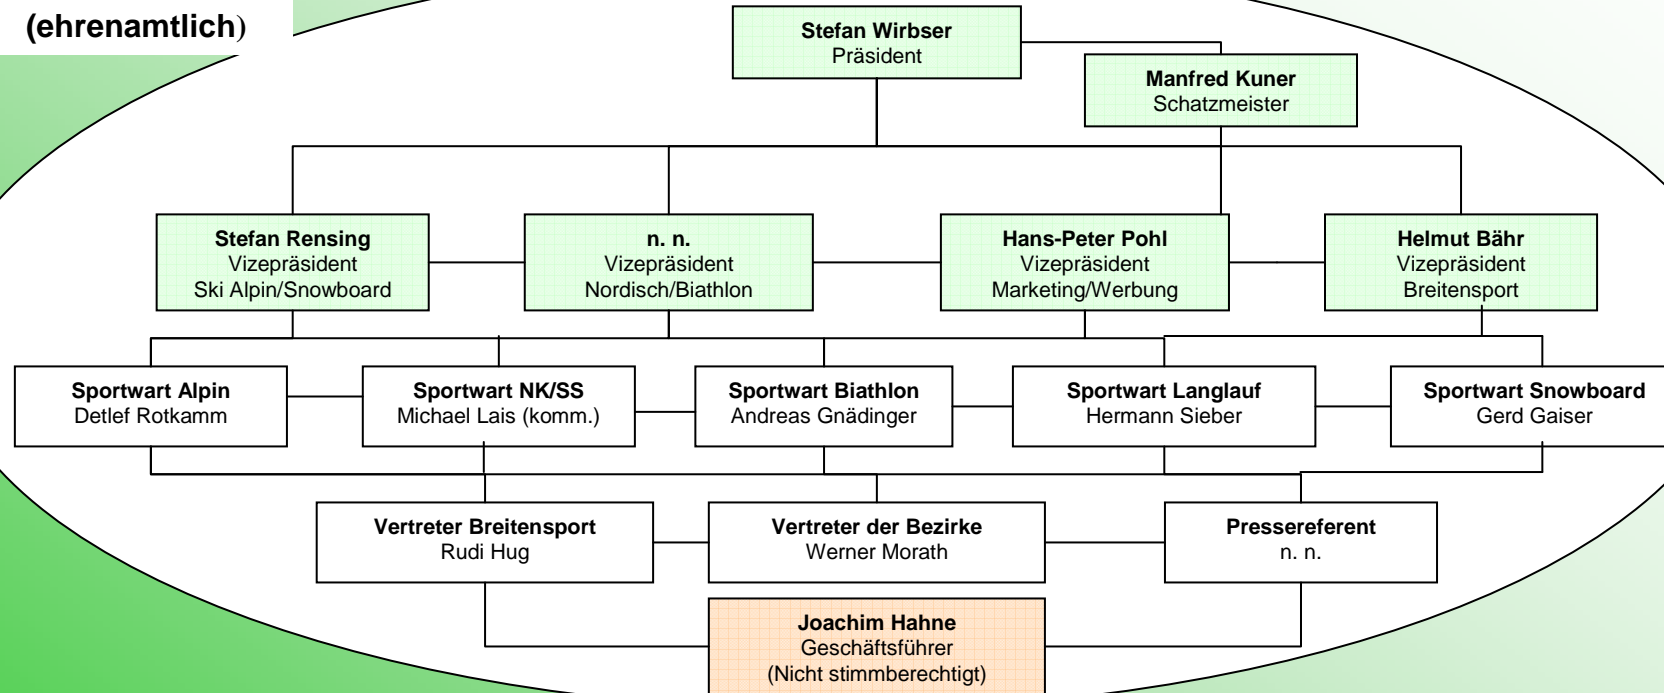 (ehrenamtlich)
Stefan Wirbser
Präsident
Manfred Kuner
Schatzmeister
Stefan Rensing
Vizepräsident
Ski Alpin/Snowboard
n. n.
Vizepräsident
Nordisch/Biathlon
Hans-Peter Pohl
Vizepräsident
Marketing/Werbung
Helmut Bähr
Vizepräsident
Breitensport
Sportwart Alpin
Detlef Rotkamm
Sportwart NK/SS
Michael Lais (komm.)
Sportwart Biathlon
Andreas Gnädinger
Sportwart Langlauf
Hermann Sieber
Sportwart Snowboard
Gerd Gaiser
Vertreter Breitensport
Rudi Hug
Vertreter der Bezirke
Werner Morath
Pressereferent
n. n.
Joachim Hahne
Geschäftsführer
(Nicht stimmberechtigt)